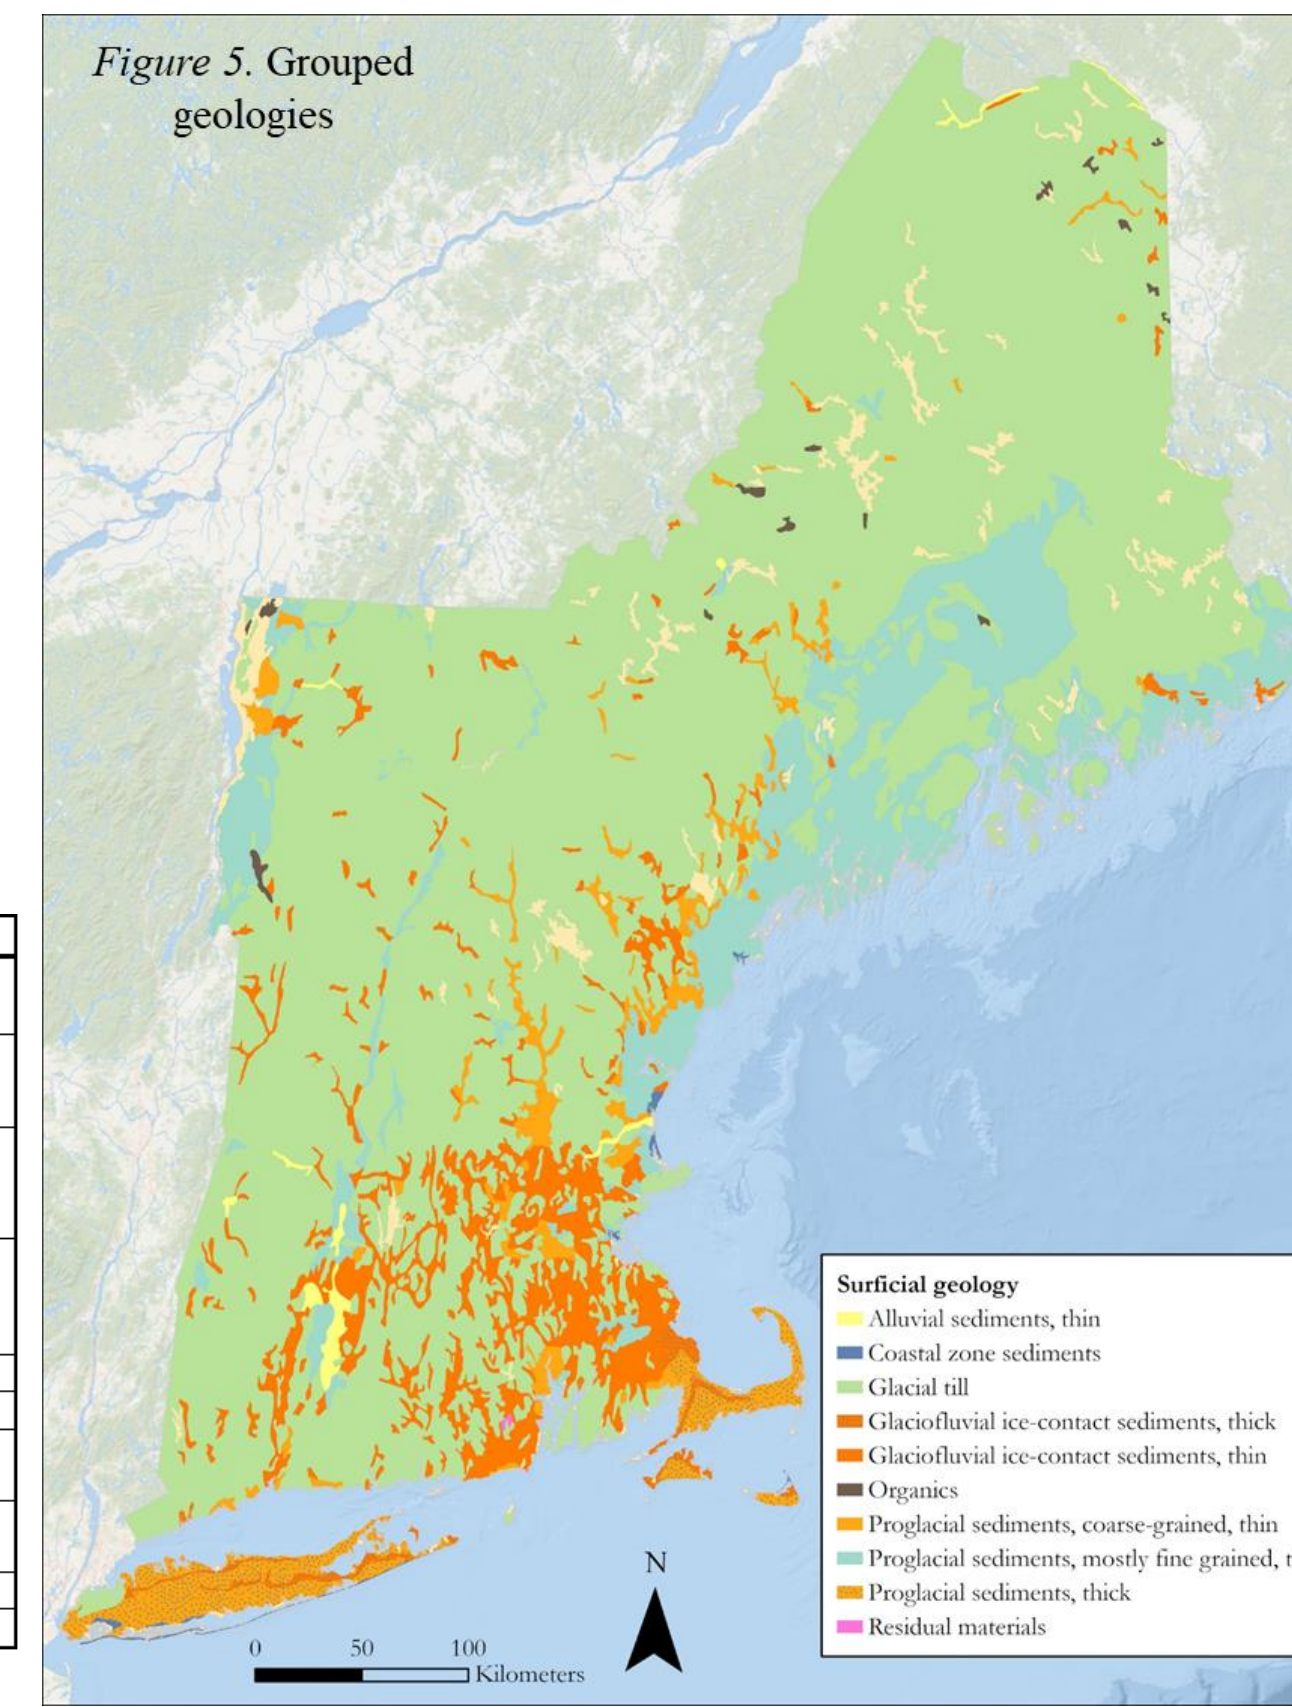 Figure 5. Grouped
geologies
Surficial geology
Alluvial sediments, thin
Coastal zone sediments
Glacial till
Glaciofluvial ice-contact sediments, thick
Glaciofluvial ice-contact sediments, thin
Organics
Proglacial sediments, coarse-grained, thin
Proglacial sediments, mostly fine grained, t
Proglacial sediments, thick
Residual materials
N
0 50 100
Kilometers